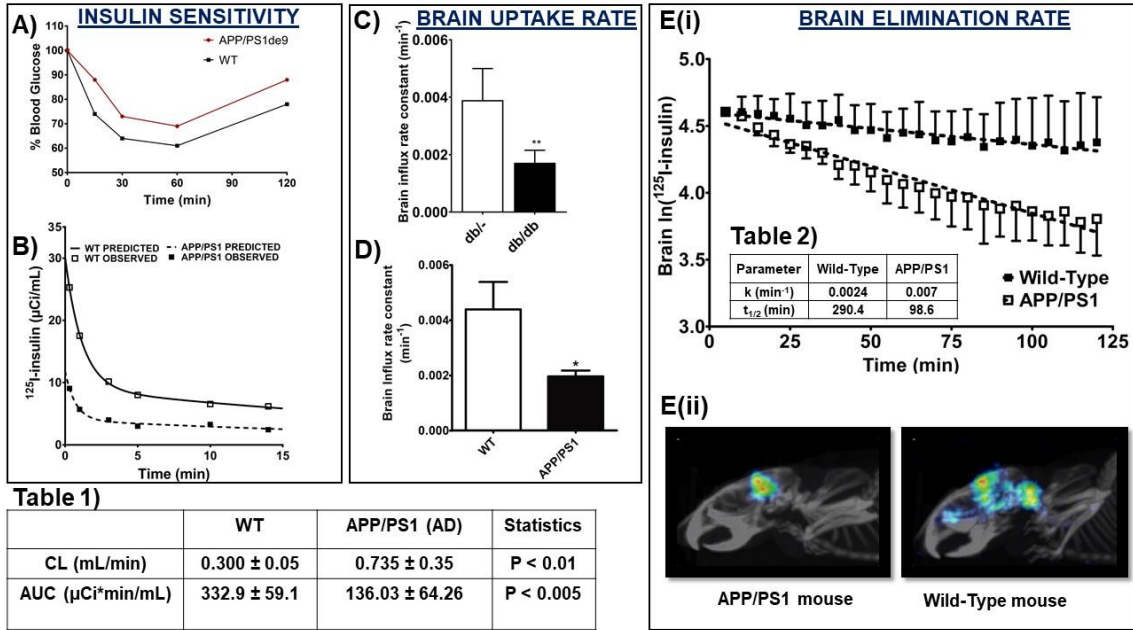 A)
INSULIN SENSITIVITY
APP/PS1de9
WT
% Blood Glucose
110
100
90
80
70
60
50
0
30
60
90
120
Time (min)
B)
WT PREDICTED
WT OBSERVED
APP/PS1 PREDICTED
APP/PS1 OBSERVED
¹²⁵I-insulin (µCi/mL)
35
30
20
10
0
0
5
10
15
Time (min)
C)
BRAIN UPTAKE RATE
Brain influx rate constant (min⁻¹)
0.006
0.004
0.002
0.000
**
db/-
db/db
D)
Brain Influx rate constant
(min⁻¹)
0.006
0.004
0.002
0.000
*
WT
APP/PS1
E(i)
BRAIN ELIMINATION RATE
Brain ln(¹²⁵I-insulin)
5.0
4.5
4.0
3.5
3.0
25
50
75
100
125
Time (min)
Table 2)
Parameter Wild-Type APP/PS1
k (min⁻¹) 0.0024 0.007
t1/2 (min) 290.4 98.6
Wild-Type
APP/PS1
E(ii)
APP/PS1 mouse
Wild-Type mouse
Table 1)
WT APP/PS1 (AD) Statistics
CL (mL/min) 0.300 ± 0.05 0.735 ± 0.35 P < 0.01
AUC (µCi*min/mL) 332.9 ± 59.1 136.03 ± 64.26 P < 0.005